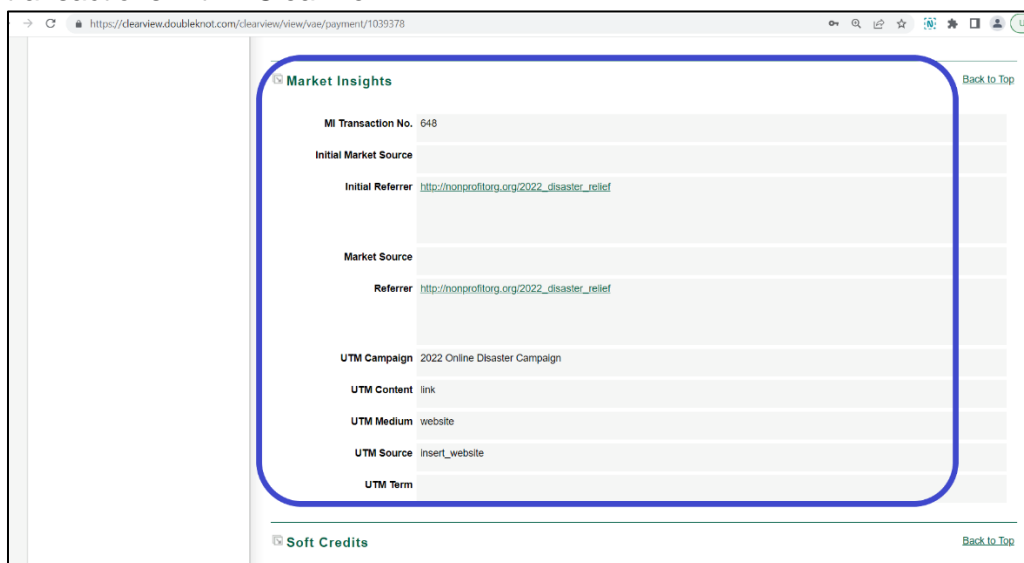 https://clearview.doubleknot.com/clearview/view/vae/payment/1039378
Market Insights
Back to Top
MI Transaction No. 648
Initial Market Source
Initial Referrer http://nonprofitorg.org/2022_disaster_relief
Market Source
Referrer http://nonprofitorg.org/2022_disaster_relief
UTM Campaign 2022 Online Disaster Campaign
UTM Content link
UTM Medium website
UTM Source insert_website
UTM Term
Soft Credits
Back to Top